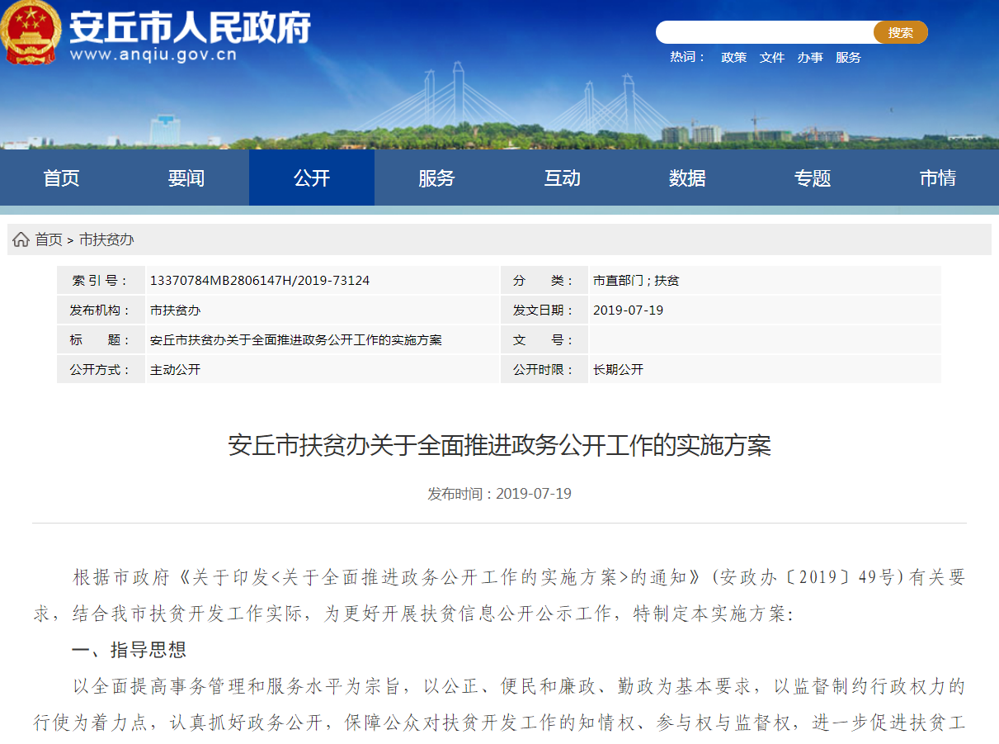 安丘市人民政府
www.anqiu.gov.cn
搜索
热词： 政策 文件 办事 服务
首页 要闻 公开 服务 互动 数据 专题 市情
首页 > 市扶贫办
索 引 号： 13370784MB2806147H/2019-73124 分 类： 市直部门 ; 扶贫
发布机构： 市扶贫办 发文日期： 2019-07-19
标 题： 安丘市扶贫办关于全面推进政务公开工作的实施方案 文 号：
公开方式： 主动公开 公开时限： 长期公开
安丘市扶贫办关于全面推进政务公开工作的实施方案
发布时间：2019-07-19
根据市政府《关于印发<关于全面推进政务公开工作的实施方案>的通知》(安政办〔2019〕49号)有关要
求，结合我市扶贫开发工作实际，为更好开展扶贫信息公开公示工作，特制定本实施方案：
一、指导思想
以全面提高事务管理和服务水平为宗旨，以公正、便民和廉政、勤政为基本要求，以监督制约行政权力的
行使为着力点，认真抓好政务公开，保障公众对扶贫开发工作的知情权、参与权与监督权，进一步促进扶贫工